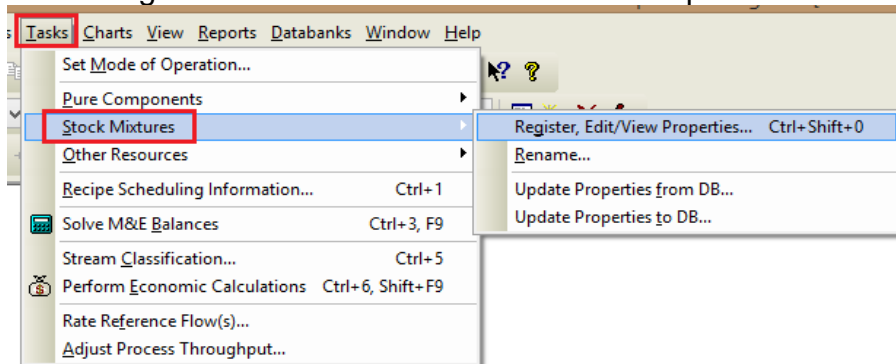 Tasks Charts View Reports Databanks Window Help
Set Mode of Operation...
Pure Components
Stock Mixtures
Register, Edit/View Properties... Ctrl+Shift+0
Other Resources
Rename...
Recipe Scheduling Information... Ctrl+1
Update Properties from DB...
Solve M&E Balances Ctrl+3, F9
Update Properties to DB...
Stream Classification... Ctrl+5
Perform Economic Calculations Ctrl+6, Shift+F9
Rate Reference Flow(s)...
Adjust Process Throughput...